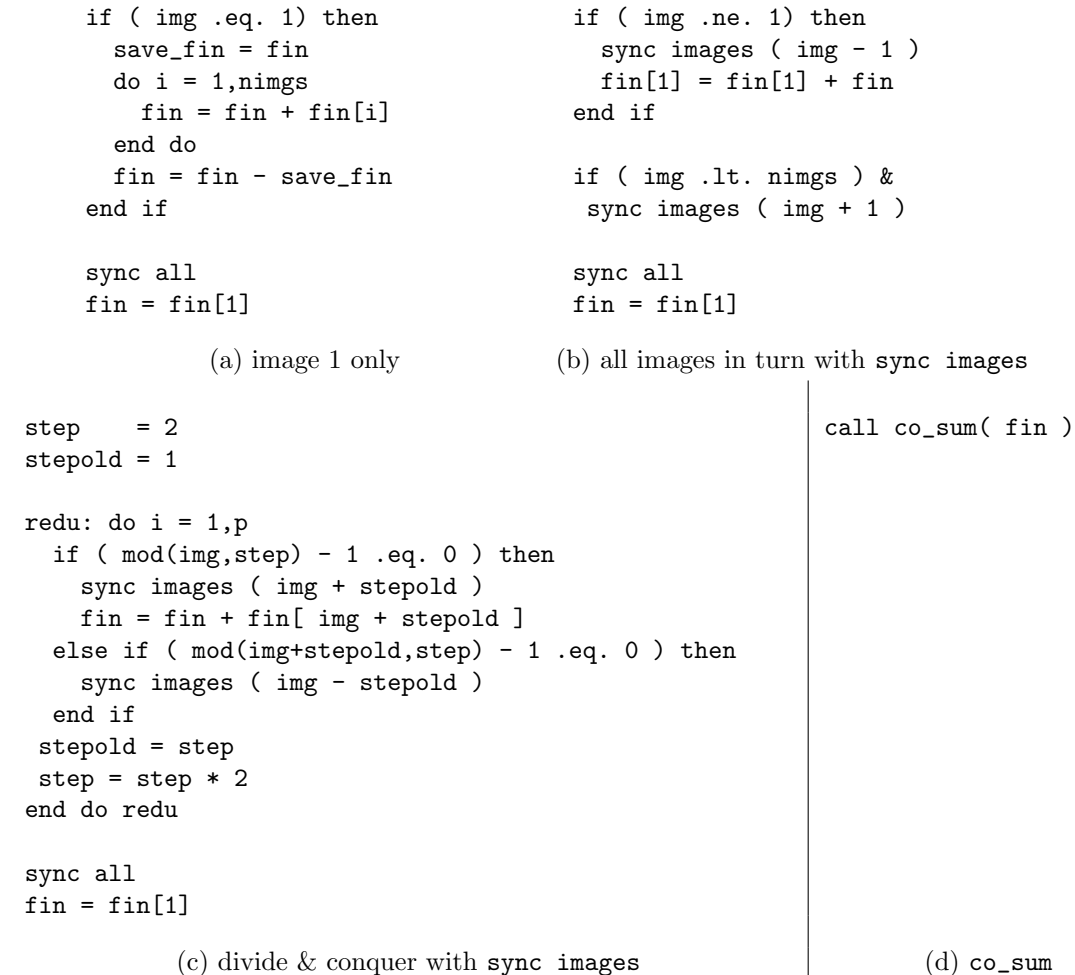 if ( img .eq. 1) then
save_fin = fin
do i = 1,nimgs
fin = fin + fin[i]
end do
fin = fin - save_fin
end if
sync all
fin = fin[1]
(a) image 1 only
if ( img .ne. 1) then
sync images ( img - 1 )
fin[1] = fin[1] + fin
end if
if ( img .lt. nimgs ) &
sync images ( img + 1 )
sync all
fin = fin[1]
(b) all images in turn with sync images
step    = 2
stepold = 1
redu: do i = 1,p
if ( mod(img,step) - 1 .eq. 0 ) then
sync images ( img + stepold )
fin = fin + fin[ img + stepold ]
else if ( mod(img+stepold,step) - 1 .eq. 0 ) then
sync images ( img - stepold )
end if
stepold = step
step = step * 2
end do redu
sync all
fin = fin[1]
(c) divide & conquer with sync images
call co_sum( fin )
(d) co_sum